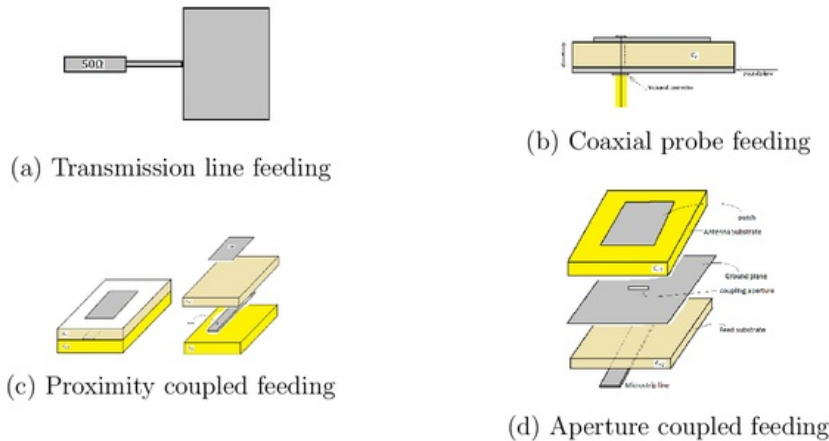 50Ω
(a) Transmission line feeding
εr
(b) Coaxial probe feeding
patch
Antenna Substrate
Ground plane
coupling aperture
Feed substrate
Microstrip line
(c) Proximity coupled feeding
(d) Aperture coupled feeding